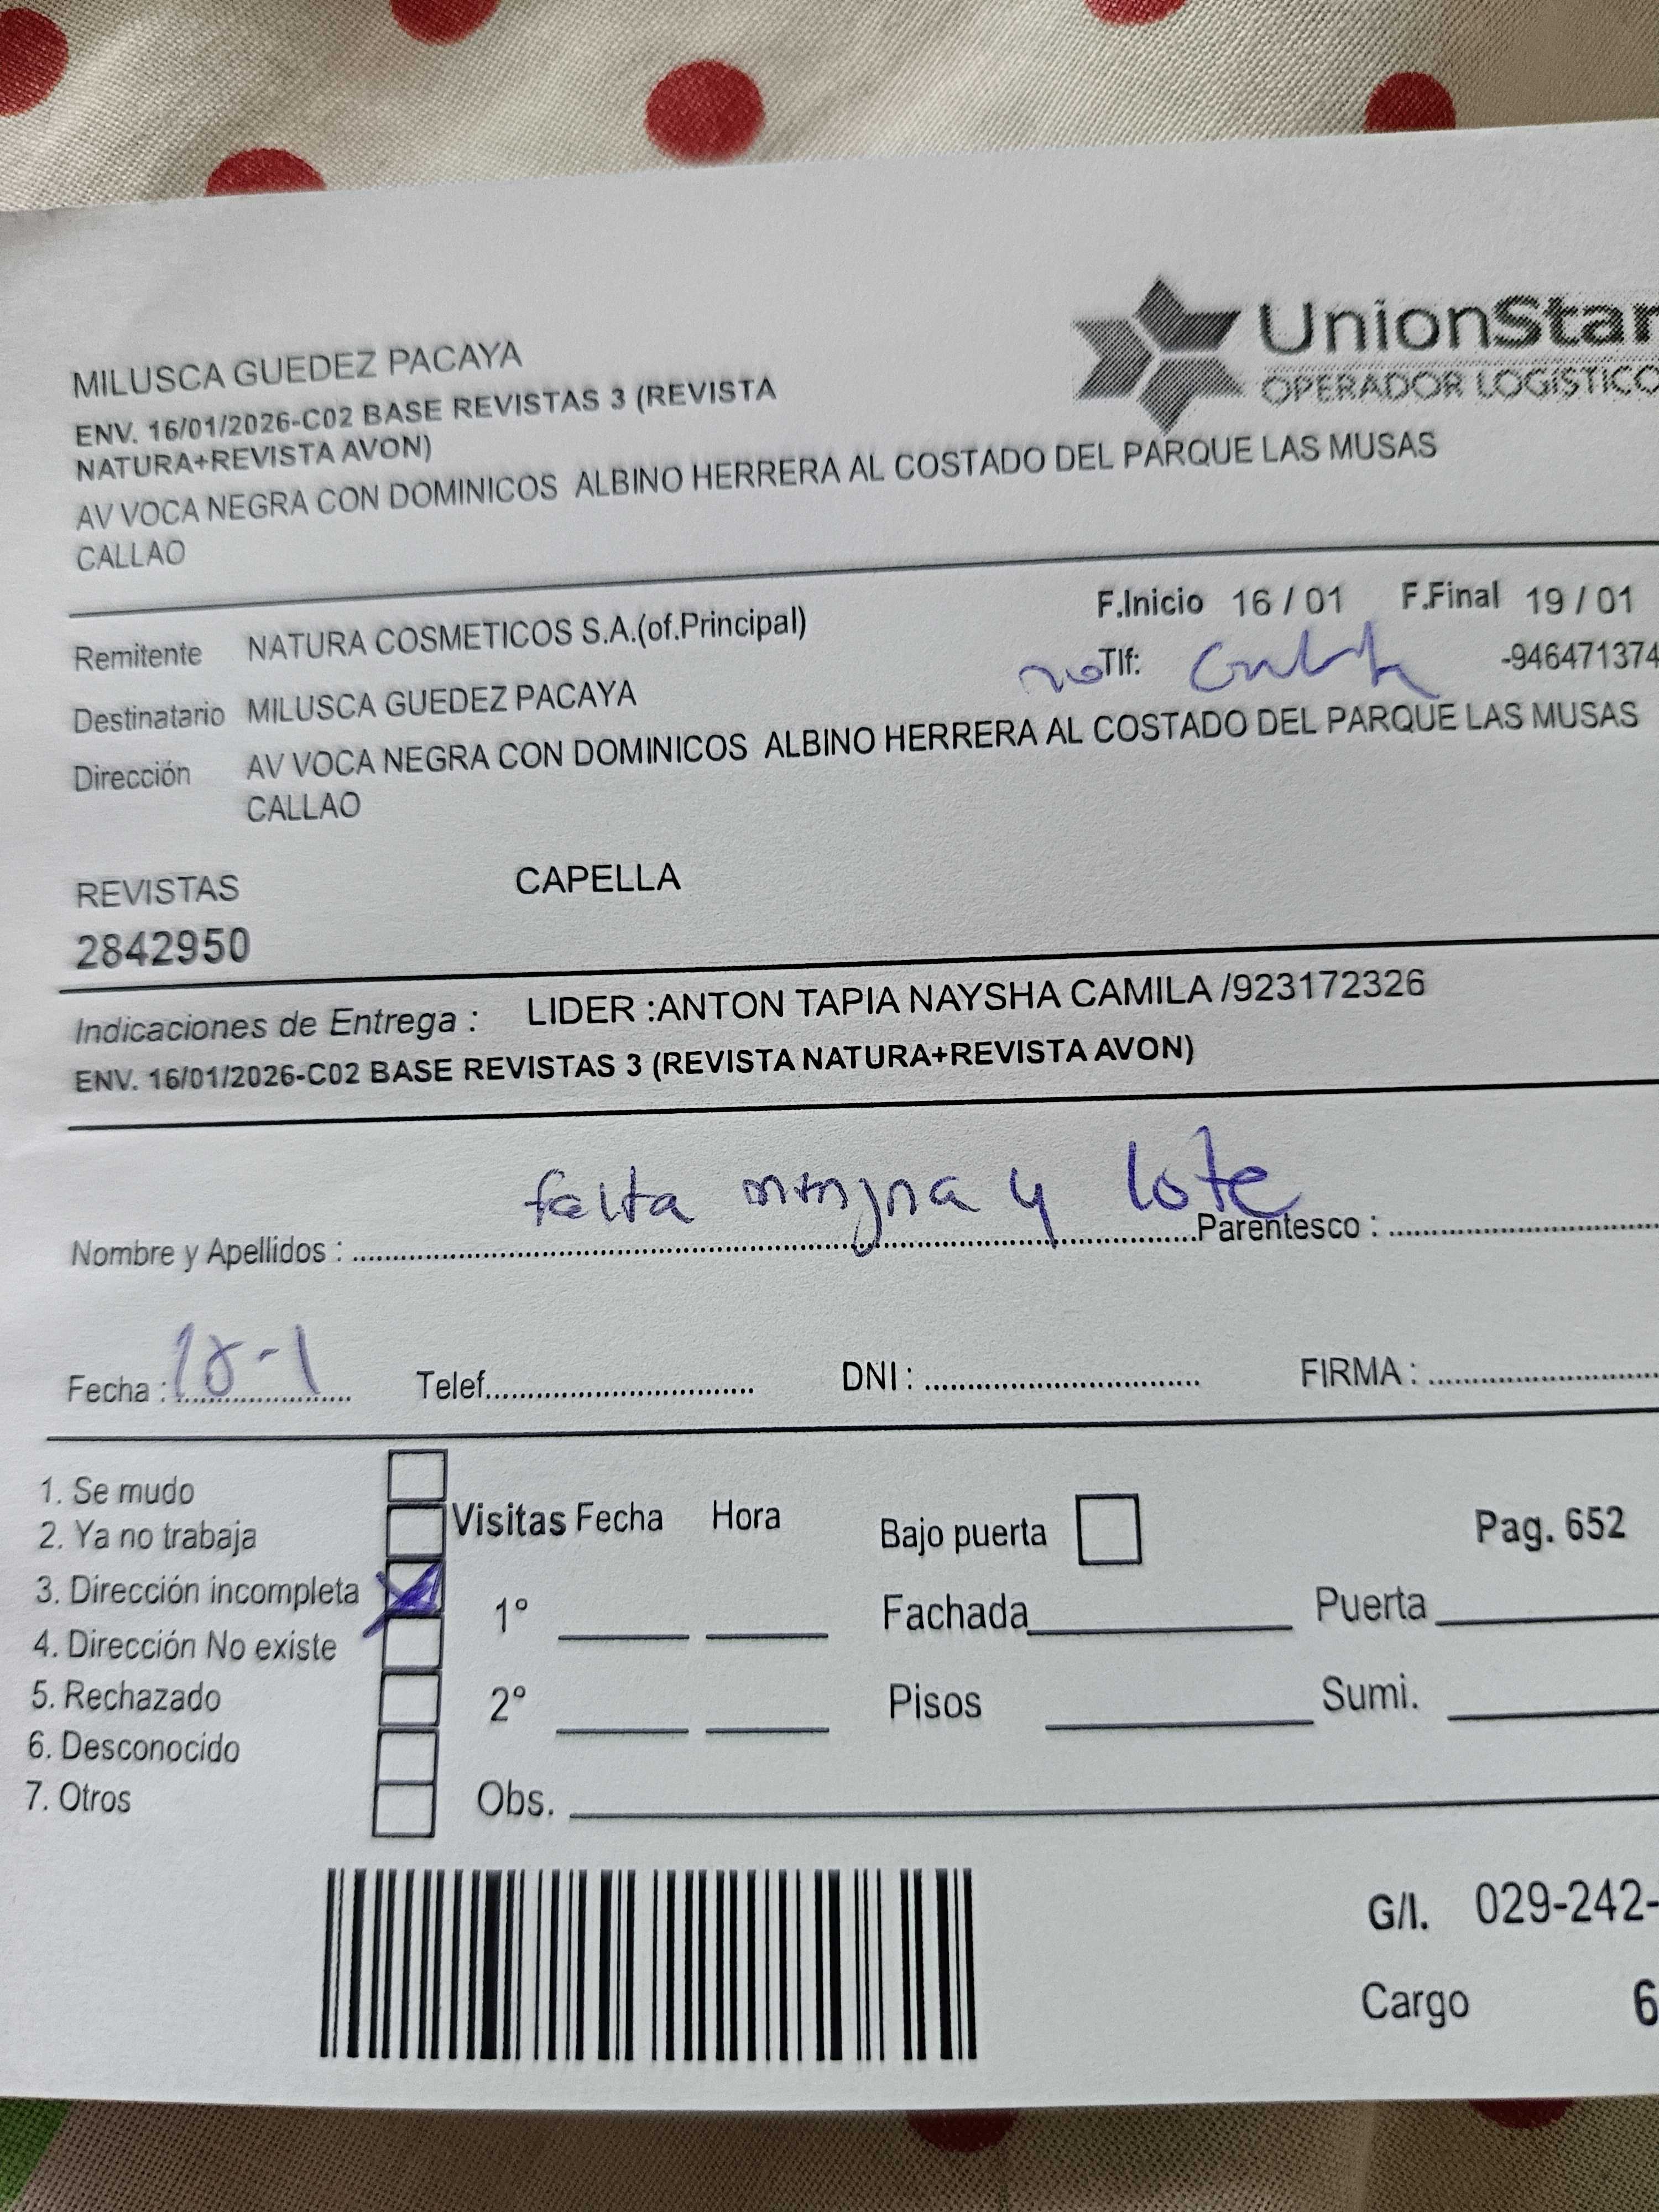 UnionStar
OPERADOR LOGÍSTICO
MILUSCA GUEDEZ PACAYA
ENV. 16/01/2026-C02 BASE REVISTAS 3 (REVISTA
NATURA+REVISTA AVON)
AV VOCA NEGRA CON DOMINICOS ALBINO HERRERA AL COSTADO DEL PARQUE LAS MUSAS
CALLAO
F.Inicio 16 / 01 F.Final 19 / 01
Remitente NATURA COSMETICOS S.A.(of.Principal)
no Tlf: -946471374
Destinatario MILUSCA GUEDEZ PACAYA
Dirección AV VOCA NEGRA CON DOMINICOS ALBINO HERRERA AL COSTADO DEL PARQUE LAS MUSAS
CALLAO
REVISTAS CAPELLA
2842950
Indicaciones de Entrega : LIDER :ANTON TAPIA NAYSHA CAMILA /923172326
ENV. 16/01/2026-C02 BASE REVISTAS 3 (REVISTA NATURA+REVISTA AVON)
falta y lote
Nombre y Apellidos : Parentesco :
Fecha : 18-1 Telef. DNI : FIRMA :
1. Se mudo
2. Ya no trabaja
3. Dirección incompleta
4. Dirección No existe
5. Rechazado
6. Desconocido
7. Otros
Visitas Fecha Hora
1°
2°
Obs.
Bajo puerta Pag. 652
Fachada Puerta
Pisos Sumi.
G/I. 029-242-
Cargo 6